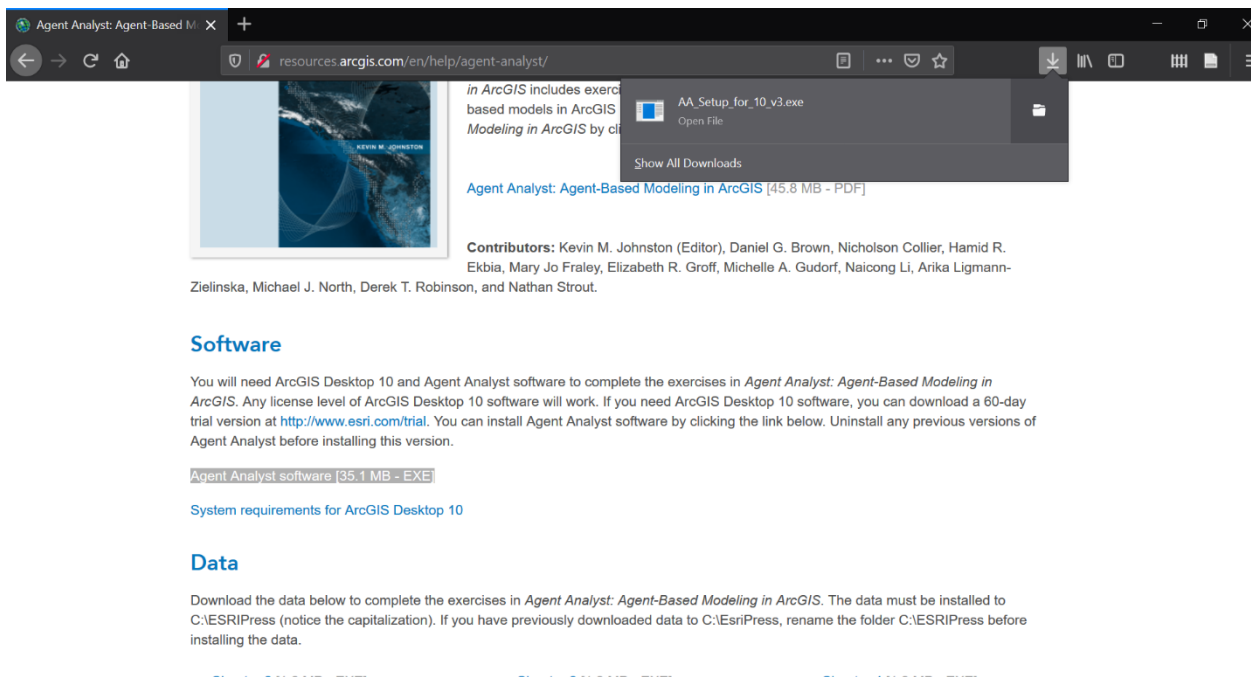 Agent Analyst: Agent-Based Mo
resources.arcgis.com/en/help/agent-analyst/
AA_Setup_for_10_v3.exe
Open File
Show All Downloads
KEVIN M. JOHNSTON
in ArcGIS includes exerci
based models in ArcGIS
Modeling in ArcGIS by cli
Agent Analyst: Agent-Based Modeling in ArcGIS [45.8 MB - PDF]
Contributors: Kevin M. Johnston (Editor), Daniel G. Brown, Nicholson Collier, Hamid R.
Ekbia, Mary Jo Fraley, Elizabeth R. Groff, Michelle A. Gudorf, Naicong Li, Arika Ligmann-
Zielinska, Michael J. North, Derek T. Robinson, and Nathan Strout.
Software
You will need ArcGIS Desktop 10 and Agent Analyst software to complete the exercises in Agent Analyst: Agent-Based Modeling in
ArcGIS. Any license level of ArcGIS Desktop 10 software will work. If you need ArcGIS Desktop 10 software, you can download a 60-day
trial version at http://www.esri.com/trial. You can install Agent Analyst software by clicking the link below. Uninstall any previous versions of
Agent Analyst before installing this version.
Agent Analyst software [35.1 MB - EXE]
System requirements for ArcGIS Desktop 10
Data
Download the data below to complete the exercises in Agent Analyst: Agent-Based Modeling in ArcGIS. The data must be installed to
C:\ESRIPress (notice the capitalization). If you have previously downloaded data to C:\EsriPress, rename the folder C:\ESRIPress before
installing the data.